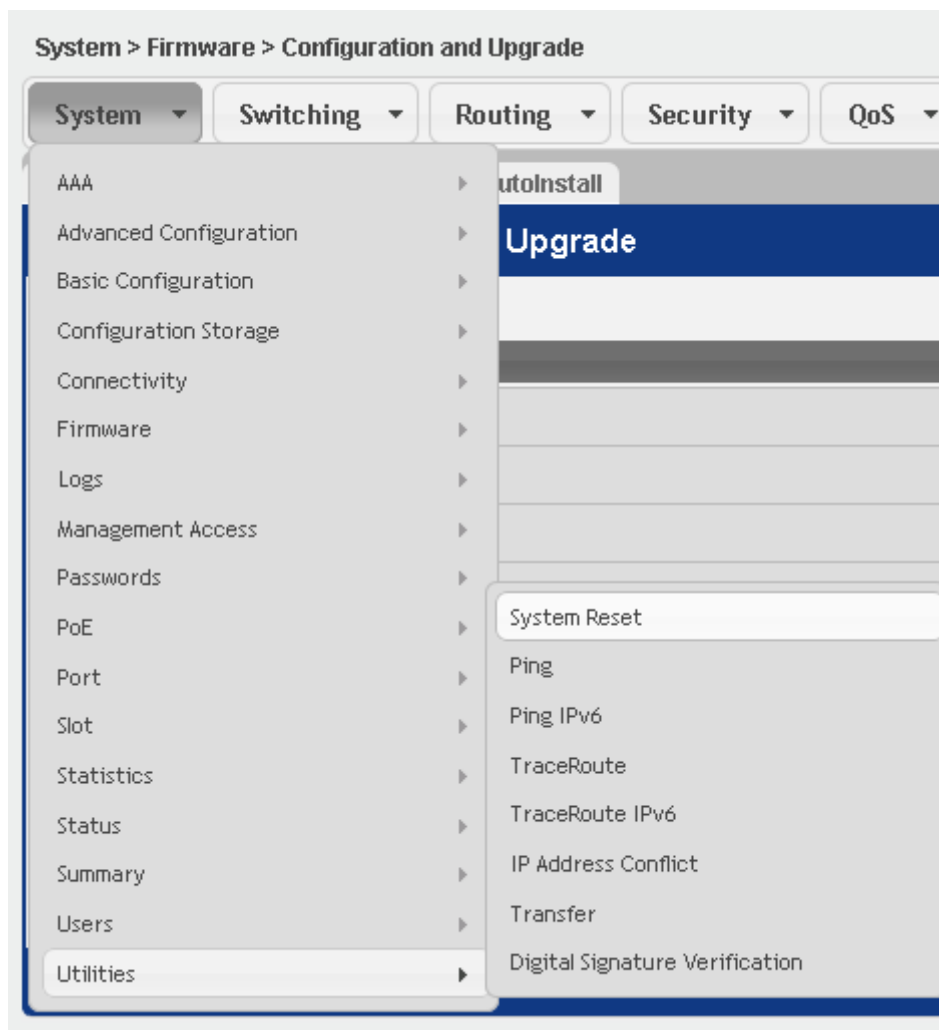 System > Firmware > Configuration and Upgrade
System Switching Routing Security QoS
utoInstall
Upgrade
AAA
Advanced Configuration
Basic Configuration
Configuration Storage
Connectivity
Firmware
Logs
Management Access
Passwords
PoE
Port
Slot
Statistics
Status
Summary
Users
Utilities
System Reset
Ping
Ping IPv6
TraceRoute
TraceRoute IPv6
IP Address Conflict
Transfer
Digital Signature Verification